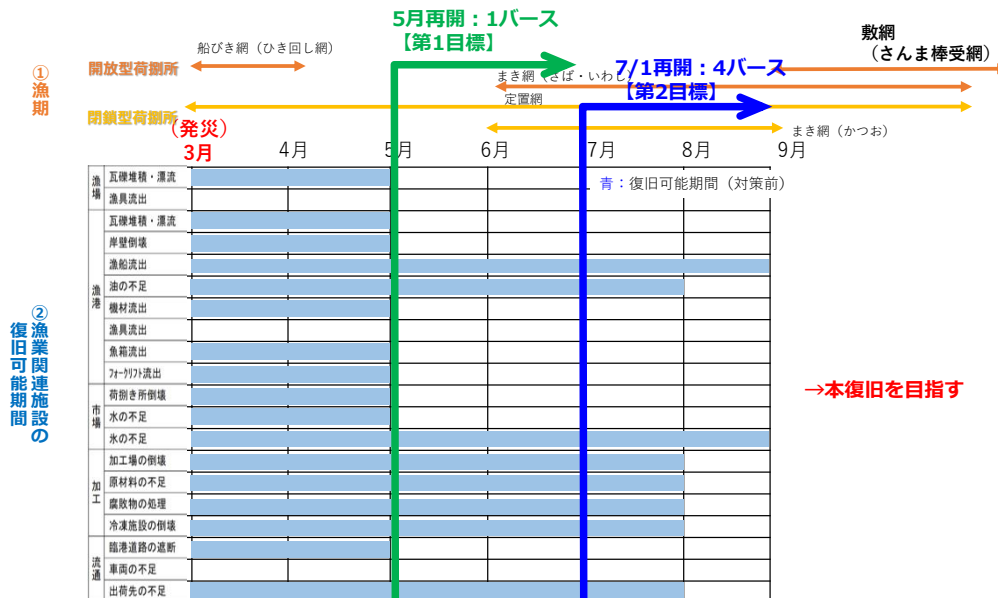 5月再開：1バース
【第1目標】
敷網
（さんま棒受網）
船びき網（ひき回し網）
①漁期
開放型荷捌所
7/1再開：4バース
【第2目標】
まき網（さば・いわし）
定置網
閉鎖型荷捌所
まき網（かつお）
（発災）
3月
4月
5月
6月
7月
8月
9月
青：復旧可能期間（対策前）
②漁業関連施設の
復旧可能期間
漁場
瓦礫堆積・漂流
漁具流出
漁港
瓦礫堆積・漂流
岸壁倒壊
漁船流出
油の不足
機材流出
漁具流出
魚箱流出
フォークリフト流出
市場
荷捌き所倒壊
水の不足
氷の不足
加工
加工場の倒壊
原材料の不足
腐敗物の処理
冷凍施設の倒壊
流通
臨港道路の遮断
車両の不足
出荷先の不足
→本復旧を目指す